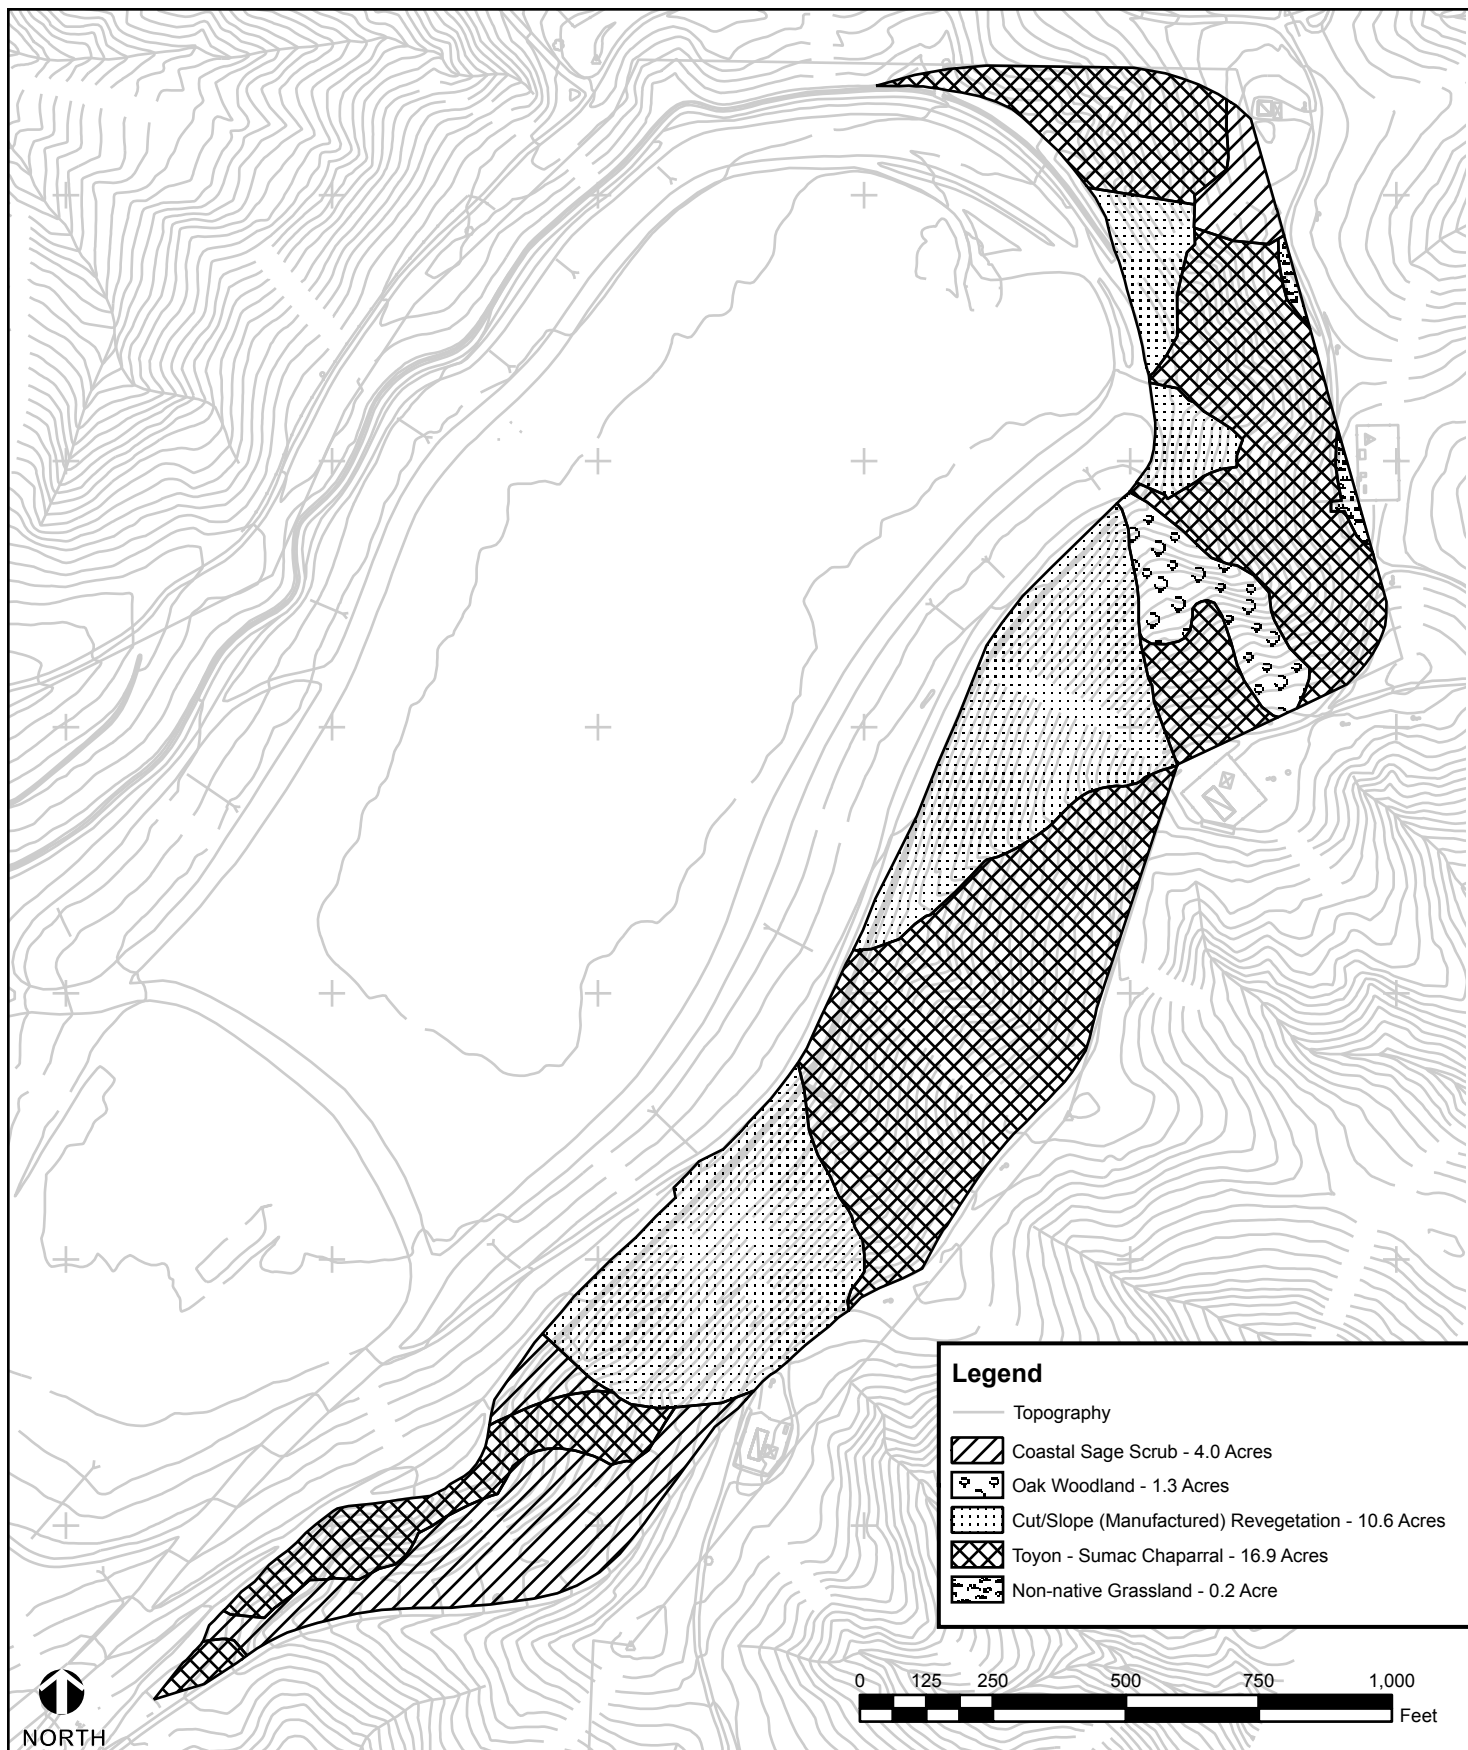 Legend
Topography
Coastal Sage Scrub - 4.0 Acres
Oak Woodland - 1.3 Acres
Cut/Slope (Manufactured) Revegetation - 10.6 Acres
Toyon - Sumac Chaparral - 16.9 Acres
Non-native Grassland - 0.2 Acre
0 125 250 500 750 1,000
Feet
NORTH